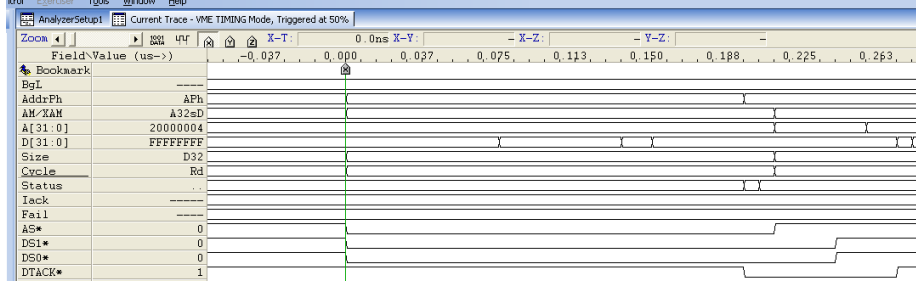 Exerciser Tools Window Help
AnalyzerSetup1 Current Trace - VME TIMING Mode, Triggered at 50%
Zoom X Y Z X-T: 0.0ns X-Y: - X-Z: - Y-Z: -
Field\Value (us->) -0.037 0.000 0.037 0.075 0.113 0.150 0.188 0.225 0.263
Bookmark X
BgL ----
AddrPh APh
AM/XAM A32sD
A[31:0] 20000004
D[31:0] FFFFFFFF
Size D32
Cycle Rd
Status ..
Iack -----
Fail ----
AS* 0
DS1* 0
DS0* 0
DTACK* 1